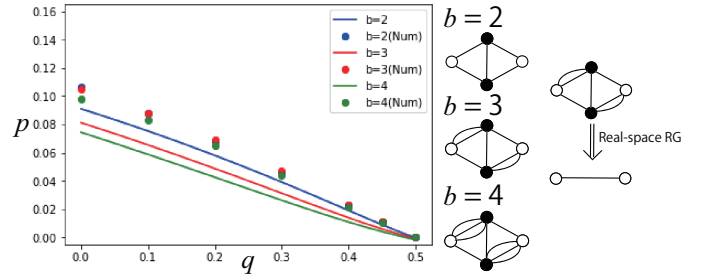 0.16
0.14
0.12
0.10
0.08
0.06
0.04
0.02
0.00
p
0.0 0.1 0.2 0.3 0.4 0.5
q
b=2
b=2(Num)
b=3
b=3(Num)
b=4
b=4(Num)
b = 2
b = 3
b = 4
Real-space RG